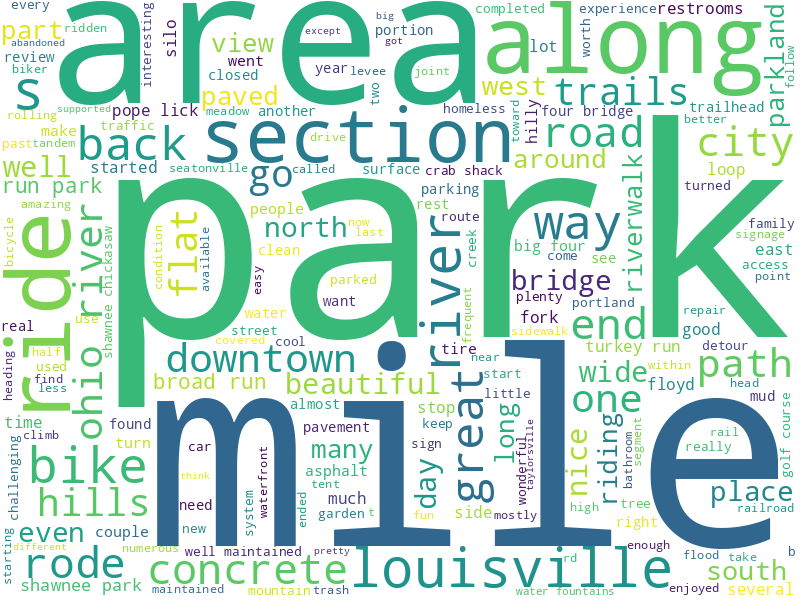 every
ridden
big
except
completed
experience
restrooms
area
along
part
abandoned
interesting
silo
view
portion
got
worth
lot
review
biker
went
closed
year
levee
joint
two
west
trails
parkland
follow
s
paved
rolling
supported
pope lick
meadow
another
homeless
toward
hilly
four bridge
trailhead
better
make
traffic
back
section
drive
road
city
past
tandem
well
started
seatonville
called
surface
crab shack
around
loop
run park
go
people
parking
rest
route
turned
family
amazing
bicycle
park
north
now
last
way
riverwalk
signage
ride
ohio river
shawnee chickasaw
condition
flat
available
clean
river
creek
big four
see
east
access
point
easy
want
parked
come
bridge
plenty
portland
real
use
water
street
fork
end
repair
good
heading
half
used
find
less
covered
cool
tire
frequent
sidewalk
turkey run
detour
downtown
near
wide
within
path
broad run
beautiful
start
one
floyd
head
mud
time
found
almost
mile
stop
little
long
nice
riding
tree
rail
really
golf course
climb
turn
car
pavement
keep
sign
great
wonderful
taylorsville
bathroom
segment
challenging
bike
many
day
think
asphalt
hills
need
waterfront
tent
much
system
new
garden
t
fun
side
high
right
place
railroad
even
couple
ended
mostly
different
numerous
well maintained
pretty
rd
enough
flood
take
b
starting
rode
concrete
louisville
south
shawnee park
maintained
mountain
trash
water fountains
enjoyed
several